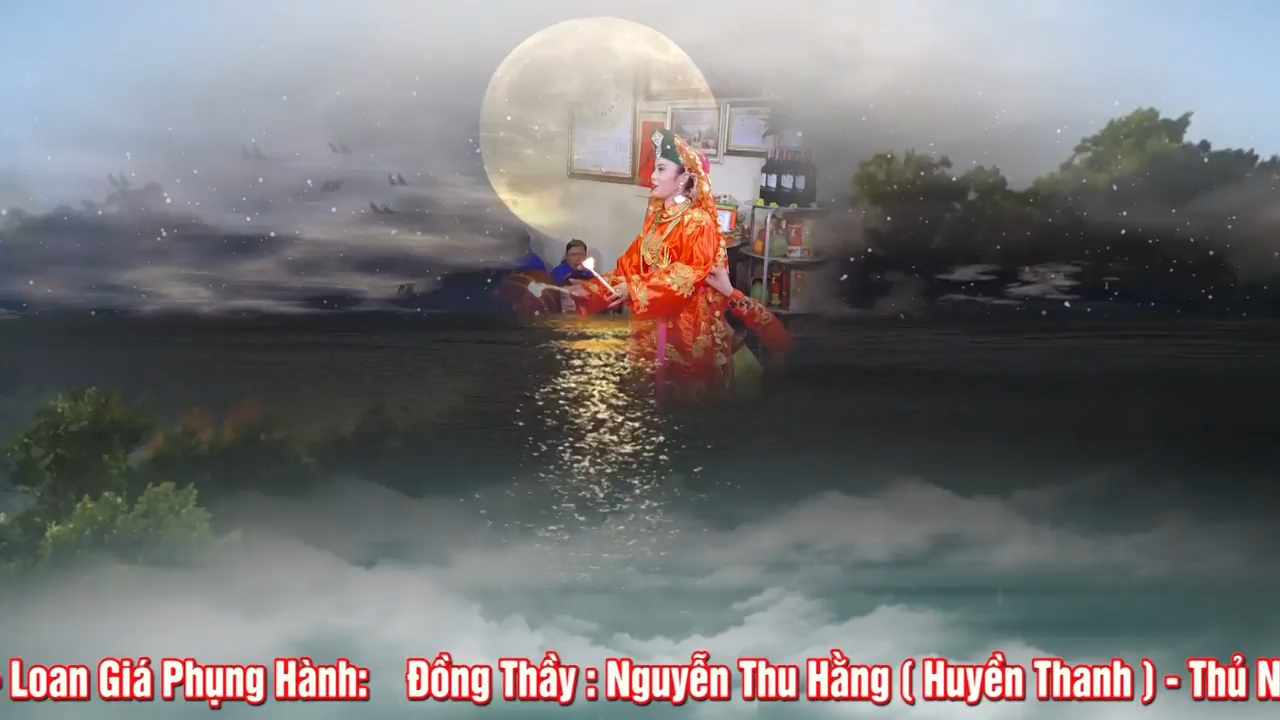 - Loan Giá Phụng Hành: Đồng Thầy : Nguyễn Thu Hằng ( Huyền Thanh ) - Thủ N